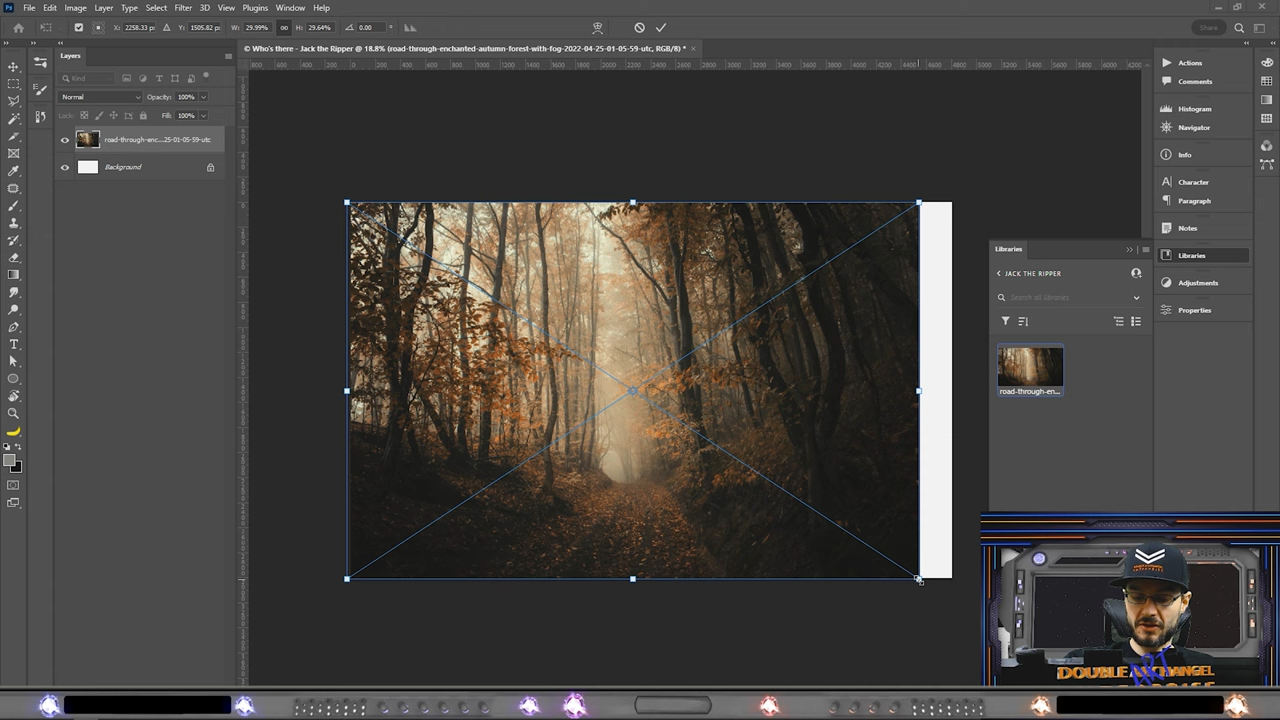 Ps File Edit Image Layer Type Select Filter 3D View Plugins Window Help
X: 2258.33 px Y: 1505.82 px W: 29.99% H: 29.64% 0.00 ° Share
© Who's there - Jack the Ripper @ 18.8% (road-through-enchanted-autumn-forest-with-fog-2022-04-25-01-05-59-utc, RGB/8) * ×
Layers
Kind
Normal Opacity: 100%
Lock: Fill: 100%
road-through-enc...25-01-05-59-utc
Background
Actions
Comments
Histogram
Navigator
Info
Character
Paragraph
Notes
Libraries
Adjustments
Properties
Libraries
JACK THE RIPPER
Search all libraries
road-through-en...
DOUBLE ARCHANGEL
ART